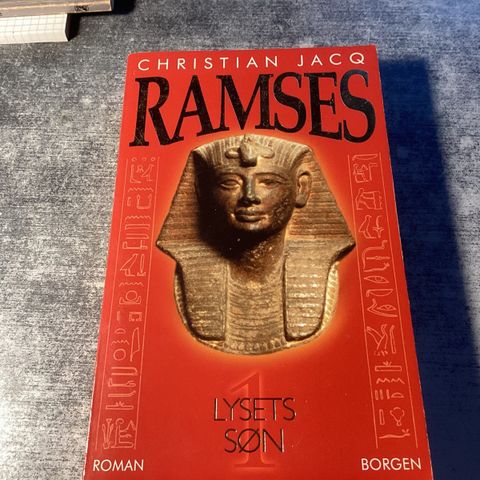 CHRISTIAN JACQ
RAMSES
1
LYSETS
SØN
ROMAN
BORGEN